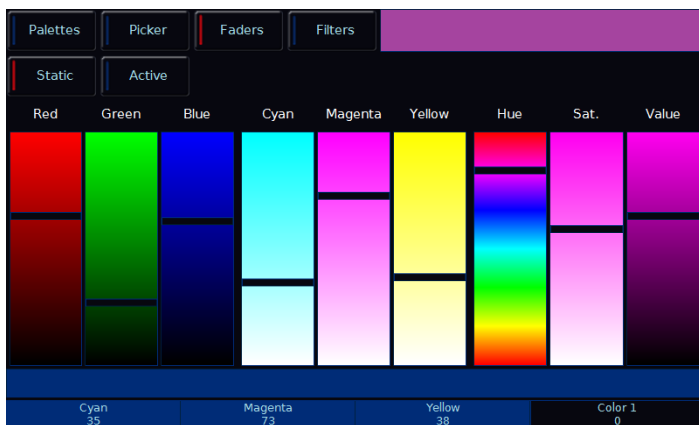 Palettes Picker Faders Filters
Static Active
Red Green Blue Cyan Magenta Yellow Hue Sat. Value
Cyan Magenta Yellow Color 1
35 73 38 0